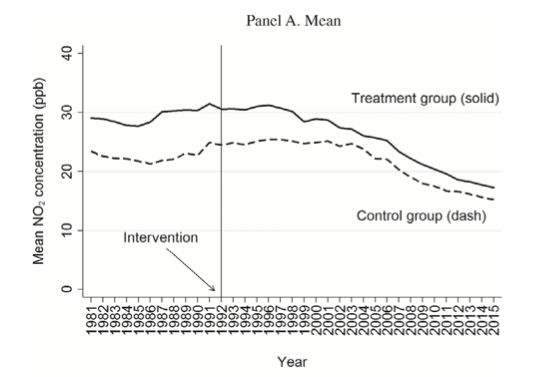 Panel A. Mean
Mean NO₂ concentration (ppb)
40
30
20
10
0
Treatment group (solid)
Control group (dash)
Intervention
1981 1982 1983 1984 1985 1986 1987 1988 1989 1990 1991 1992 1993 1994 1995 1996 1997 1998 1999 2000 2001 2002 2003 2004 2005 2006 2007 2008 2009 2010 2011 2012 2013 2014 2015
Year